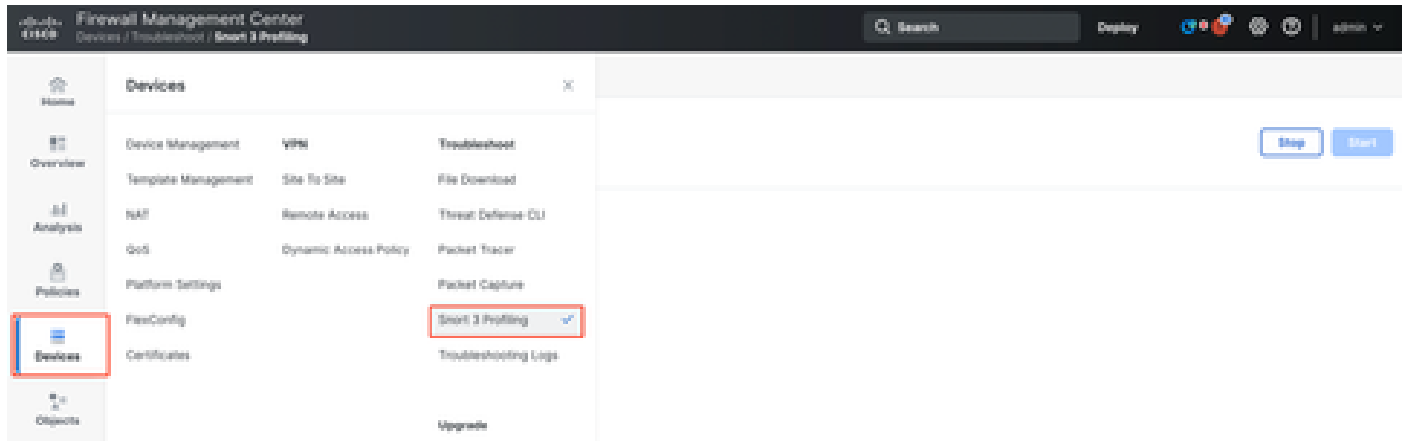 CISCO
Firewall Management Center
Devices / Troubleshoot / Snort 3 Profiling
Search
Deploy
admin
Home
Overview
Analysis
Policies
Devices
Objects
Devices
Device Management
Template Management
NAT
QoS
Platform Settings
FlexConfig
Certificates
VPN
Site To Site
Remote Access
Dynamic Access Policy
Troubleshoot
File Download
Threat Defense CLI
Packet Tracer
Packet Capture
Snort 3 Profiling
Troubleshooting Logs
Upgrade
Stop
Start